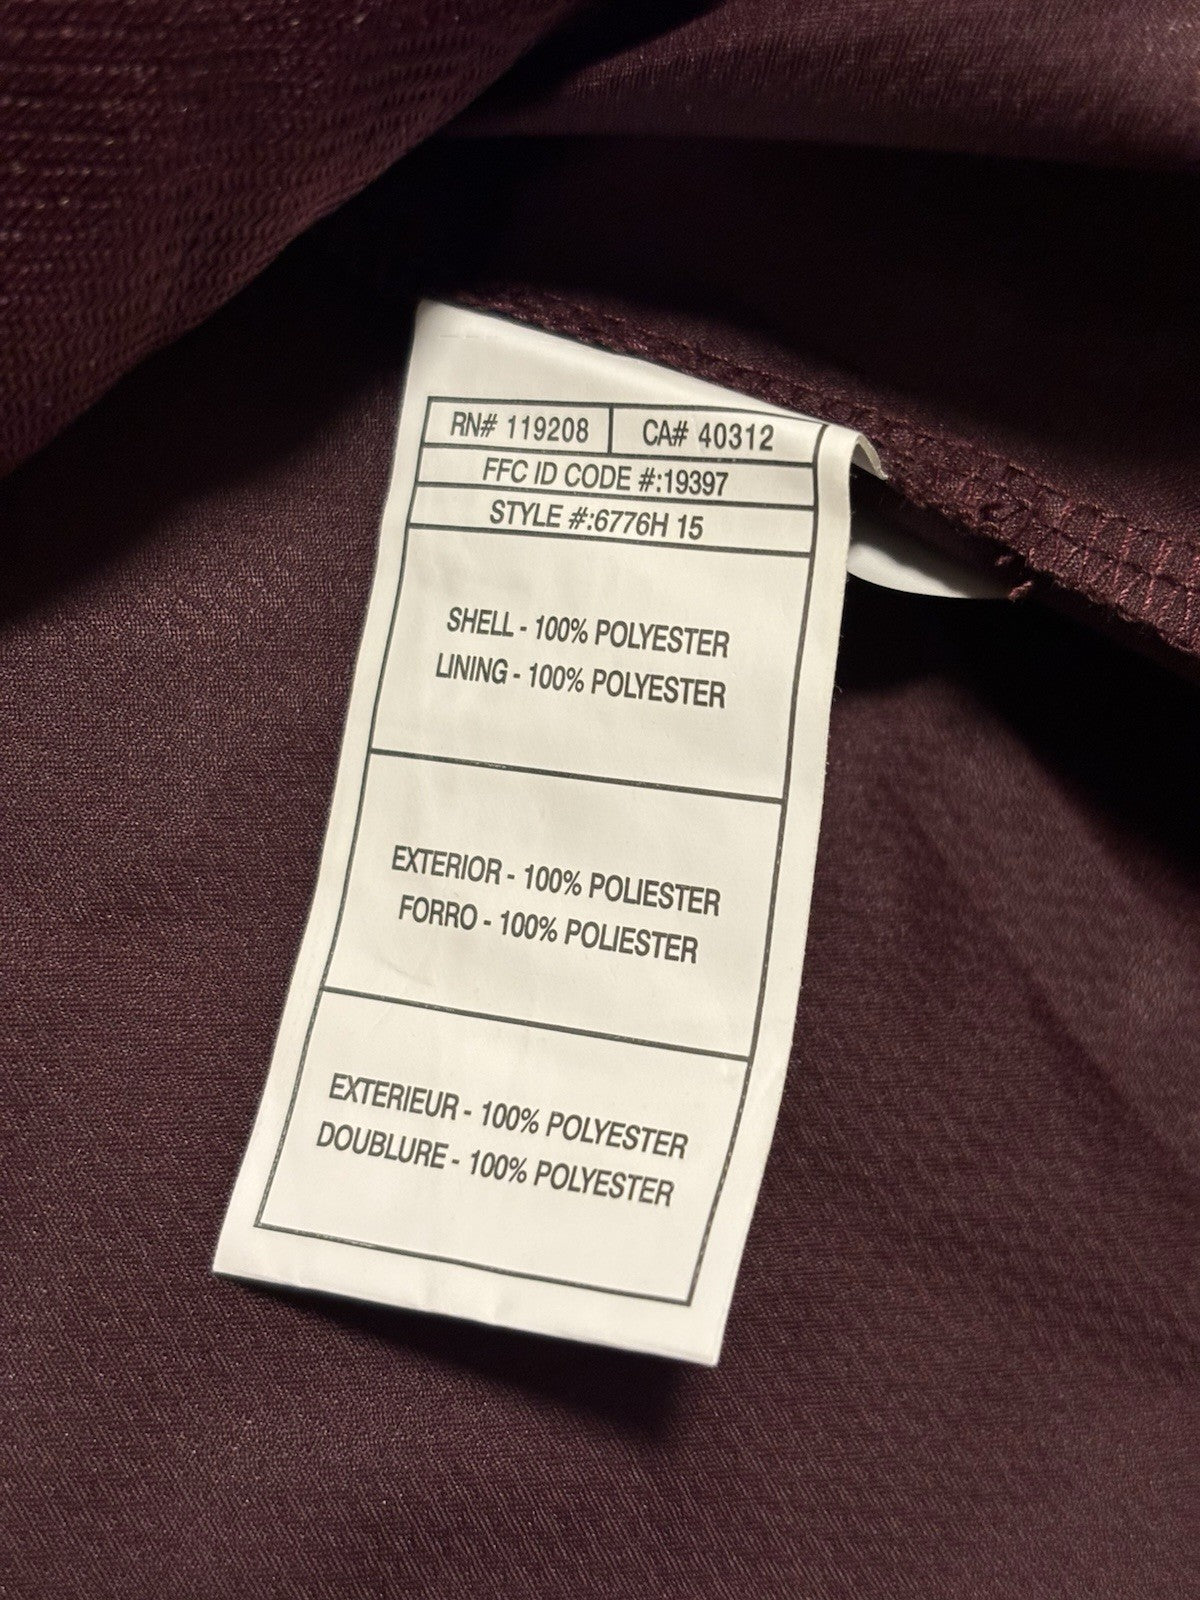 RN# 119208 CA# 40312
FFC ID CODE #:19397
STYLE #:6776H 15
SHELL - 100% POLYESTER
LINING - 100% POLYESTER
EXTERIOR - 100% POLIESTER
FORRO - 100% POLIESTER
EXTERIEUR - 100% POLYESTER
DOUBLURE - 100% POLYESTER